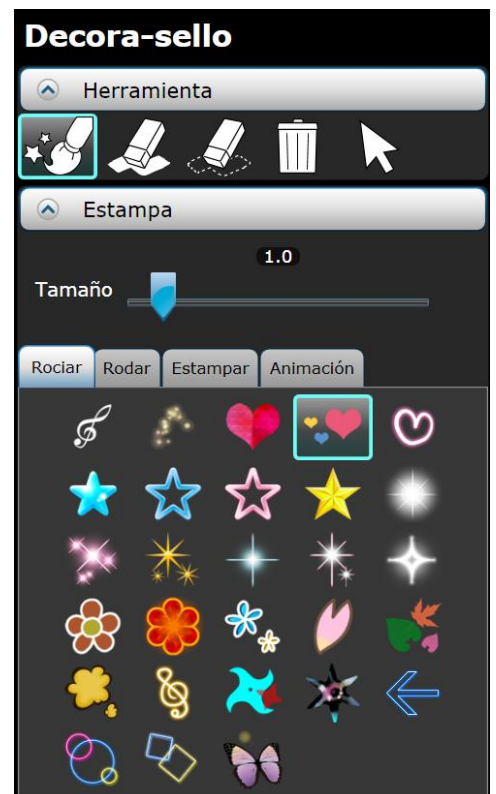 Decora-sello
Herramienta
Estampa
1.0
Tamaño
Rociar Rodar Estampar Animación